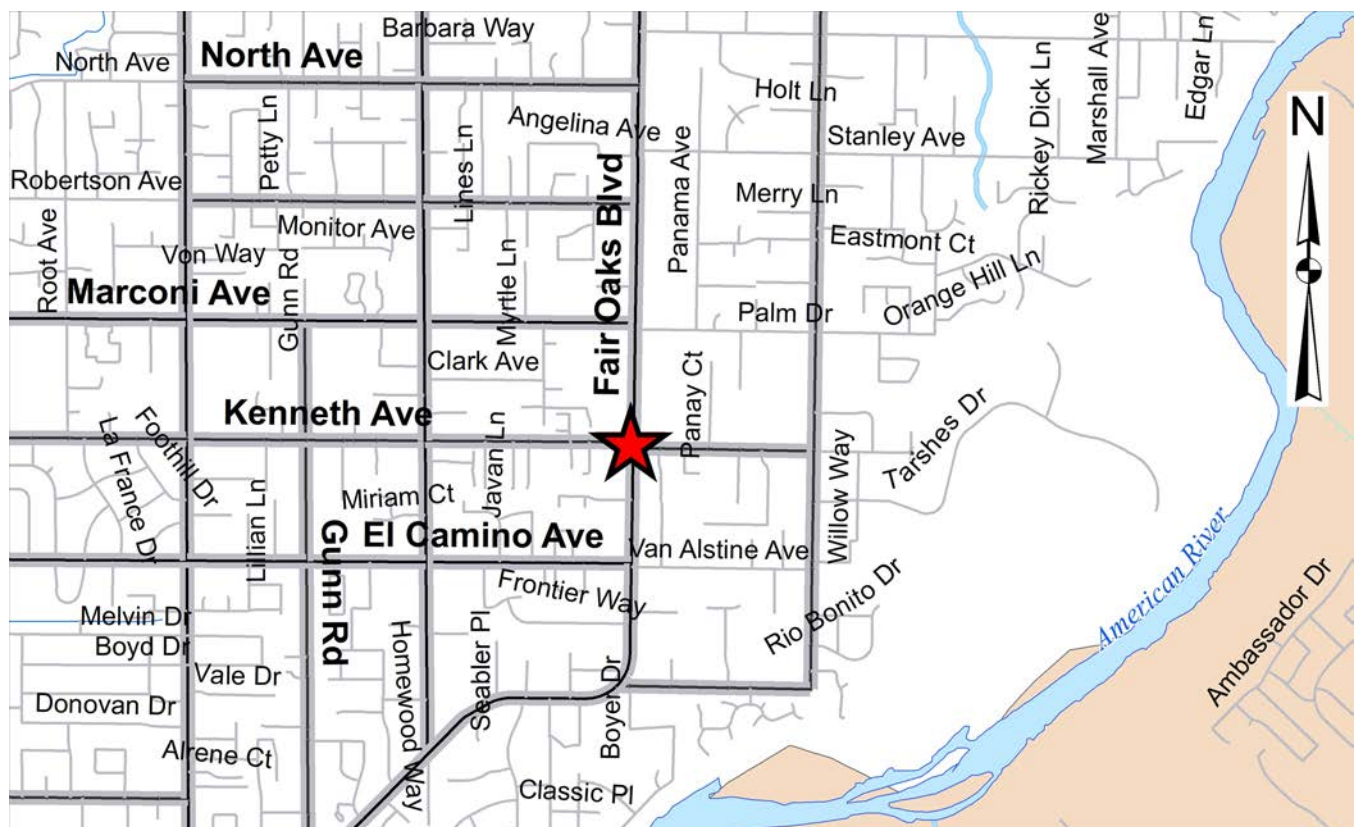 Barbara Way
North Ave
North Ave
Holt Ln
Rickey Dick Ln
Marshall Ave
Edgar Ln
N
Petty Ln
Lines Ln
Angelina Ave
Stanley Ave
Robertson Ave
Fair Oaks Blvd
Panama Ave
Merry Ln
Root Ave
Von Way
Monitor Ave
Gunn Rd
Myrtle Ln
Eastmont Ct
Orange Hill Ln
Marconi Ave
Palm Dr
Clark Ave
Panay Ct
Kenneth Ave
Foothill Dr
La France Dr
Javan Ln
Tarshes Dr
Willow Way
Lillian Ln
Miriam Ct
El Camino Ave
Van Alstine Ave
Gunn Rd
Frontier Way
Rio Bonito Dr
American River
Ambassador Dr
Melvin Dr
Boyd Dr
Vale Dr
Homewood Way
Seabler Pl
Boyer Dr
Donovan Dr
Alrene Ct
Classic Pl